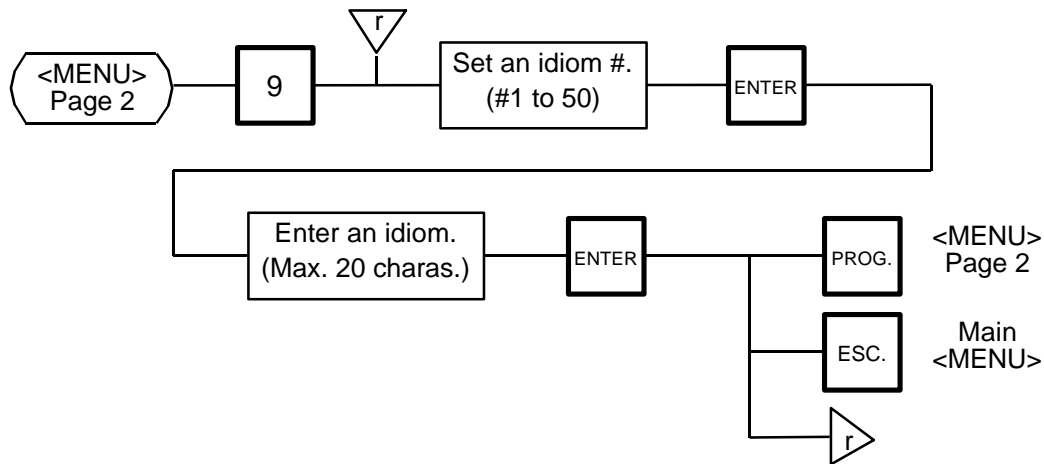 r
<MENU>
Page 2
9
Set an idiom #.
(#1 to 50)
ENTER
Enter an idiom.
(Max. 20 charas.)
ENTER
PROG.
<MENU>
Page 2
ESC.
Main
<MENU>
r